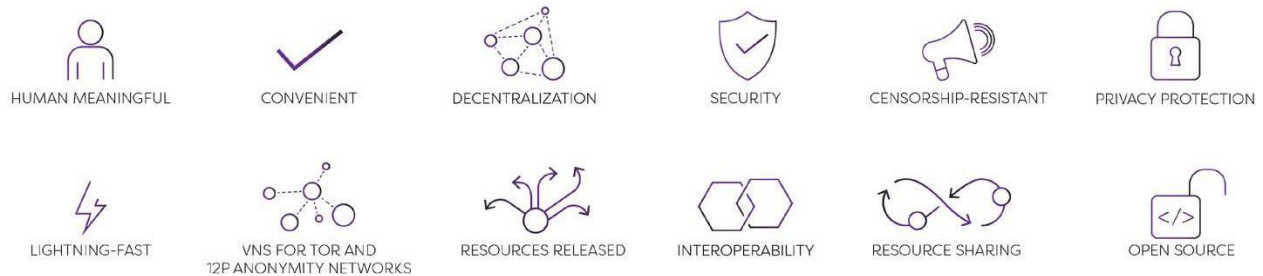 HUMAN MEANINGFUL
CONVENIENT
DECENTRALIZATION
SECURITY
CENSORSHIP-RESISTANT
PRIVACY PROTECTION
LIGHTNING-FAST
VNS FOR TOR AND
12P ANONYMITY NETWORKS
RESOURCES RELEASED
INTEROPERABILITY
RESOURCE SHARING
</>
OPEN SOURCE